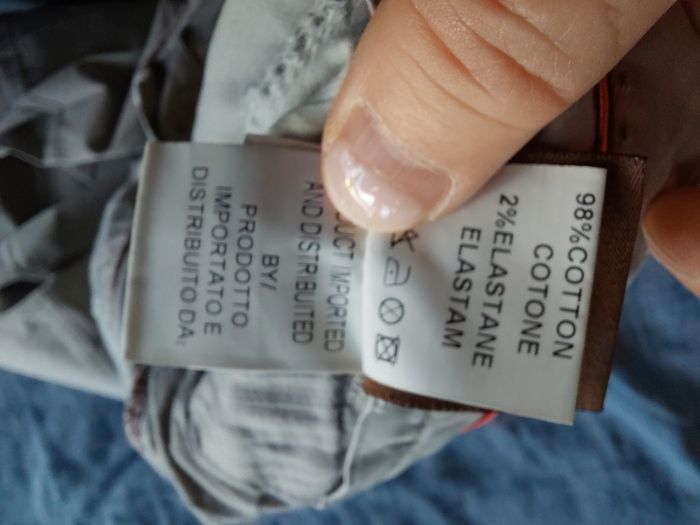 98%COTTON
COTONE
2%ELASTANE
ELASTAM
IMPORTED
AND DISTRIBUTED
BY/
PRODOTTO
IMPORTATO E
DISTRIBUITO DA: